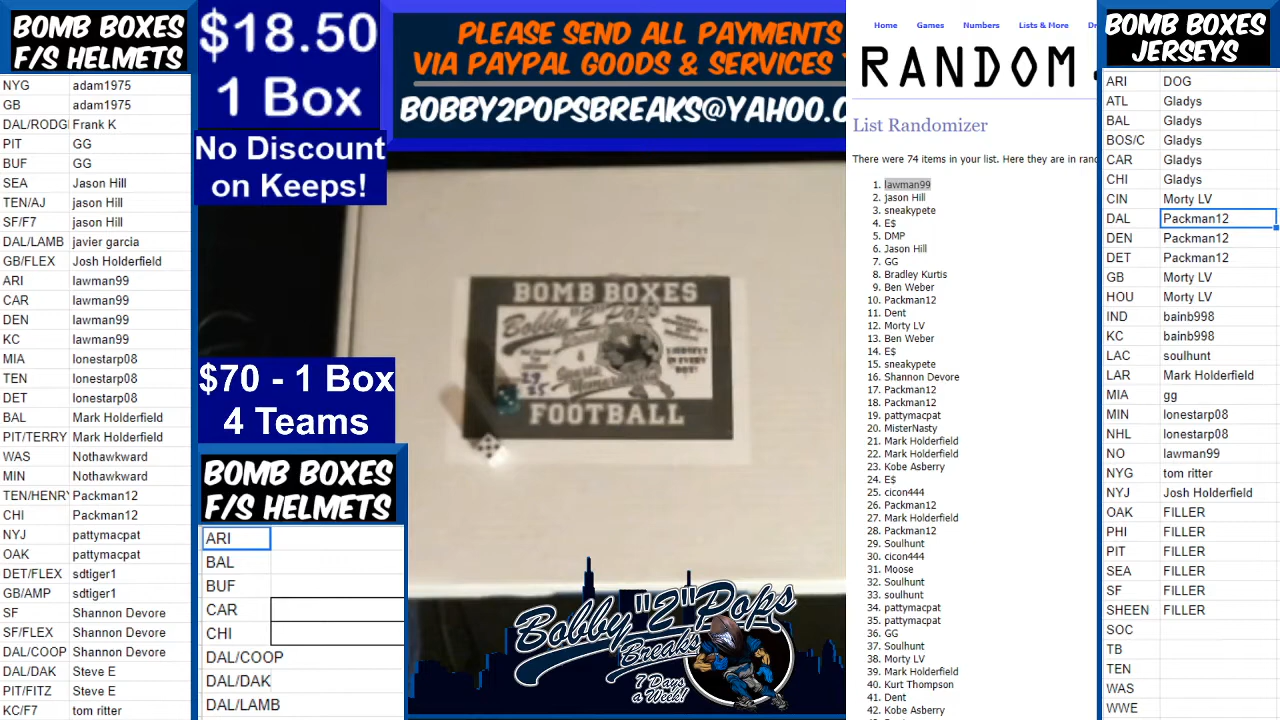 BOMB BOXES
F/S HELMETS
NYG adam1975
GB adam1975
DAL/RODG Frank K
PIT GG
BUF GG
SEA Jason Hill
TEN/AJ jason Hill
SF/F7 jason Hill
DAL/LAMB javier garcia
GB/FLEX Josh Holderfield
ARI lawman99
CAR lawman99
DEN lawman99
KC lawman99
MIA lonestarp08
TEN lonestarp08
DET lonestarp08
BAL Mark Holderfield
PIT/TERRY Mark Holderfield
WAS Nothawkward
MIN Nothawkward
TEN/HENRY Packman12
CHI Packman12
NYJ pattymacpat
OAK pattymacpat
DET/FLEX sdtiger1
GB/AMP sdtiger1
SF Shannon Devore
SF/FLEX Shannon Devore
DAL/COOP Shannon Devore
DAL/DAK Steve E
PIT/FITZ Steve E
KC/F7 tom ritter
$18.50
1 Box
No Discount
on Keeps!
$70 - 1 Box
4 Teams
BOMB BOXES
F/S HELMETS
ARI
BAL
BUF
CAR
CHI
DAL/COOP
DAL/DAK
DAL/LAMB
PLEASE SEND ALL PAYMENTS
VIA PAYPAL GOODS & SERVICES
BOBBY2POPSBREAKS@YAHOO.C
BOMB BOXES
Bobby "2" Pops
FOOTBALL
Bobby "2" Pops
Breaks
7 Days
a Week!
Home Games Numbers Lists & More
RANDOM
List Randomizer
There were 74 items in your list. Here they are in rand
1. lawman99
2. jason Hill
3. sneakypete
4. E$
5. DMP
6. Jason Hill
7. GG
8. Bradley Kurtis
9. Ben Weber
10. Packman12
11. Dent
12. Morty LV
13. Ben Weber
14. E$
15. sneakypete
16. Shannon Devore
17. Packman12
18. Packman12
19. pattymacpat
20. MisterNasty
21. Mark Holderfield
22. Mark Holderfield
23. Kobe Asberry
24. E$
25. cicon444
26. Packman12
27. Mark Holderfield
28. Packman12
29. Soulhunt
30. cicon444
31. Moose
32. Soulhunt
33. soulhunt
34. pattymacpat
35. pattymacpat
36. GG
37. Soulhunt
38. Morty LV
39. Mark Holderfield
40. Kurt Thompson
41. Dent
42. Kobe Asberry
BOMB BOXES
JERSEYS
ARI DOG
ATL Gladys
BAL Gladys
BOS/C Gladys
CAR Gladys
CHI Gladys
CIN Morty LV
DAL Packman12
DEN Packman12
DET Packman12
GB Morty LV
HOU Morty LV
IND bainb998
KC bainb998
LAC soulhunt
LAR Mark Holderfield
MIA gg
MIN lonestarp08
NHL lonestarp08
NO lawman99
NYG tom ritter
NYJ Josh Holderfield
OAK FILLER
PHI FILLER
PIT FILLER
SEA FILLER
SF FILLER
SHEEN FILLER
SOC
TB
TEN
WAS
WWE